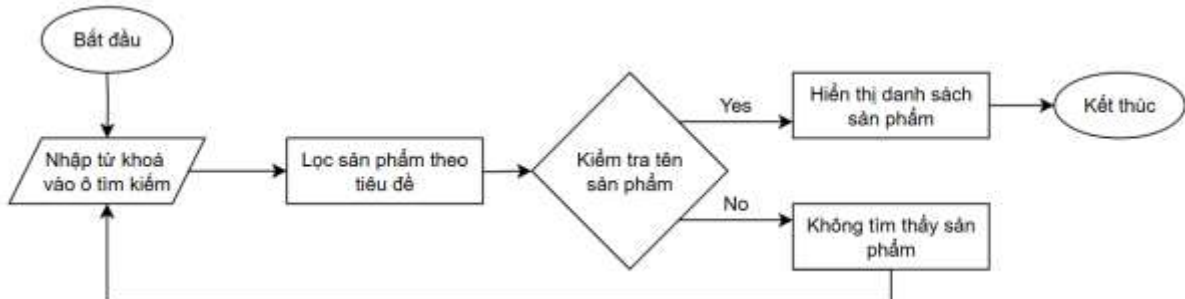 Bắt đầu
Nhập từ khoá
vào ô tìm kiếm
Lọc sản phẩm theo
tiêu đề
Kiểm tra tên
sản phẩm
Yes
Hiển thị danh sách
sản phẩm
Kết thúc
No
Không tìm thấy sản
phẩm